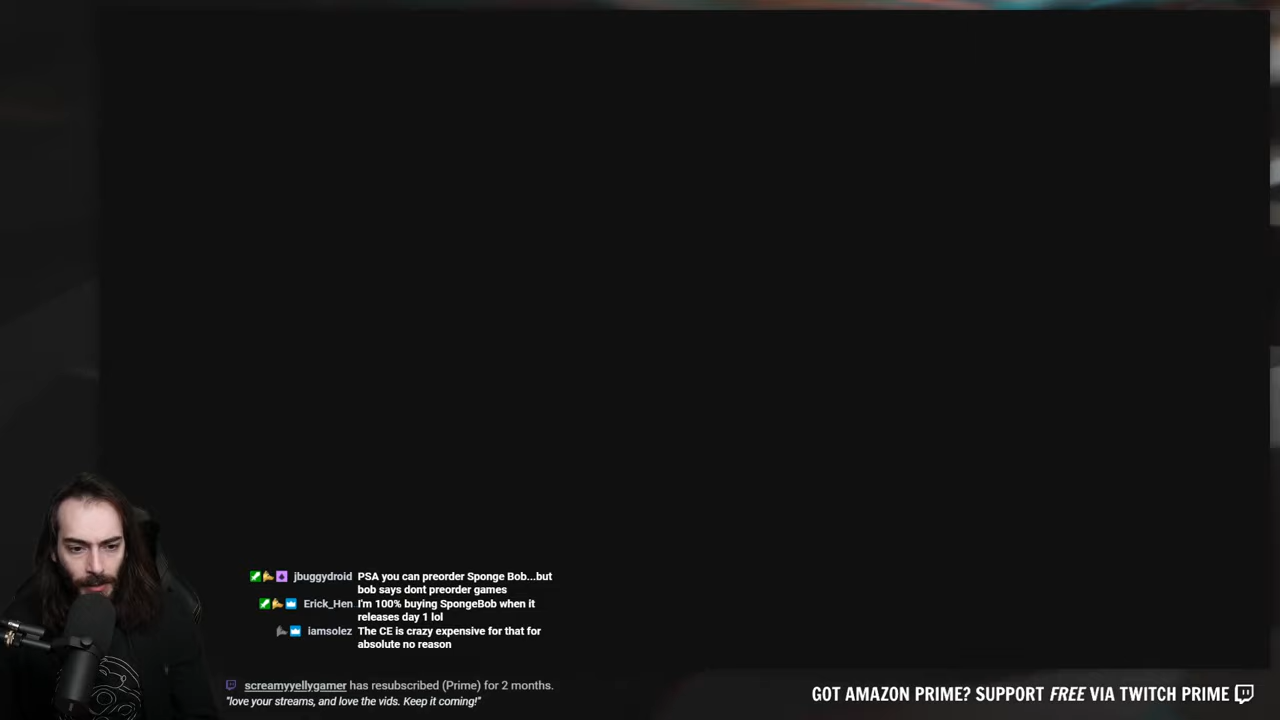 jbuggydroid PSA you can preorder Sponge Bob...but
bob says dont preorder games
Erick_Hen I'm 100% buying SpongeBob when it
releases day 1 lol
iamsolez The CE is crazy expensive for that for
absolute no reason
screamyyellygamer has resubscribed (Prime) for 2 months.
"love your streams, and love the vids. Keep it coming!"
GOT AMAZON PRIME? SUPPORT FREE VIA TWITCH PRIME